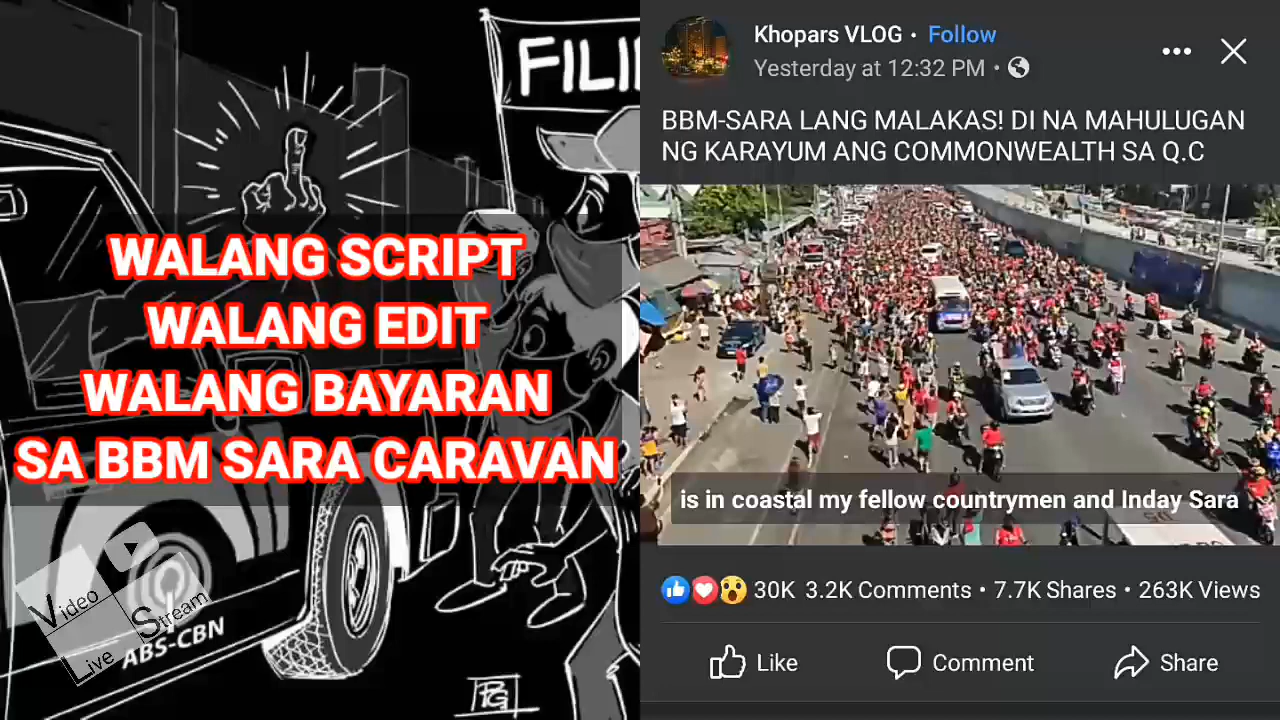 FILI
WALANG SCRIPT
WALANG EDIT
WALANG BAYARAN
SA BBM SARA CARAVAN
Video
Live Stream
ABS-CBN
Khopars VLOG • Follow
Yesterday at 12:32 PM •
BBM-SARA LANG MALAKAS! DI NA MAHULUGAN
NG KARAYUM ANG COMMONWEALTH SA Q.C
is in coastal my fellow countrymen and Inday Sara
30K 3.2K Comments • 7.7K Shares • 263K Views
Like Comment Share